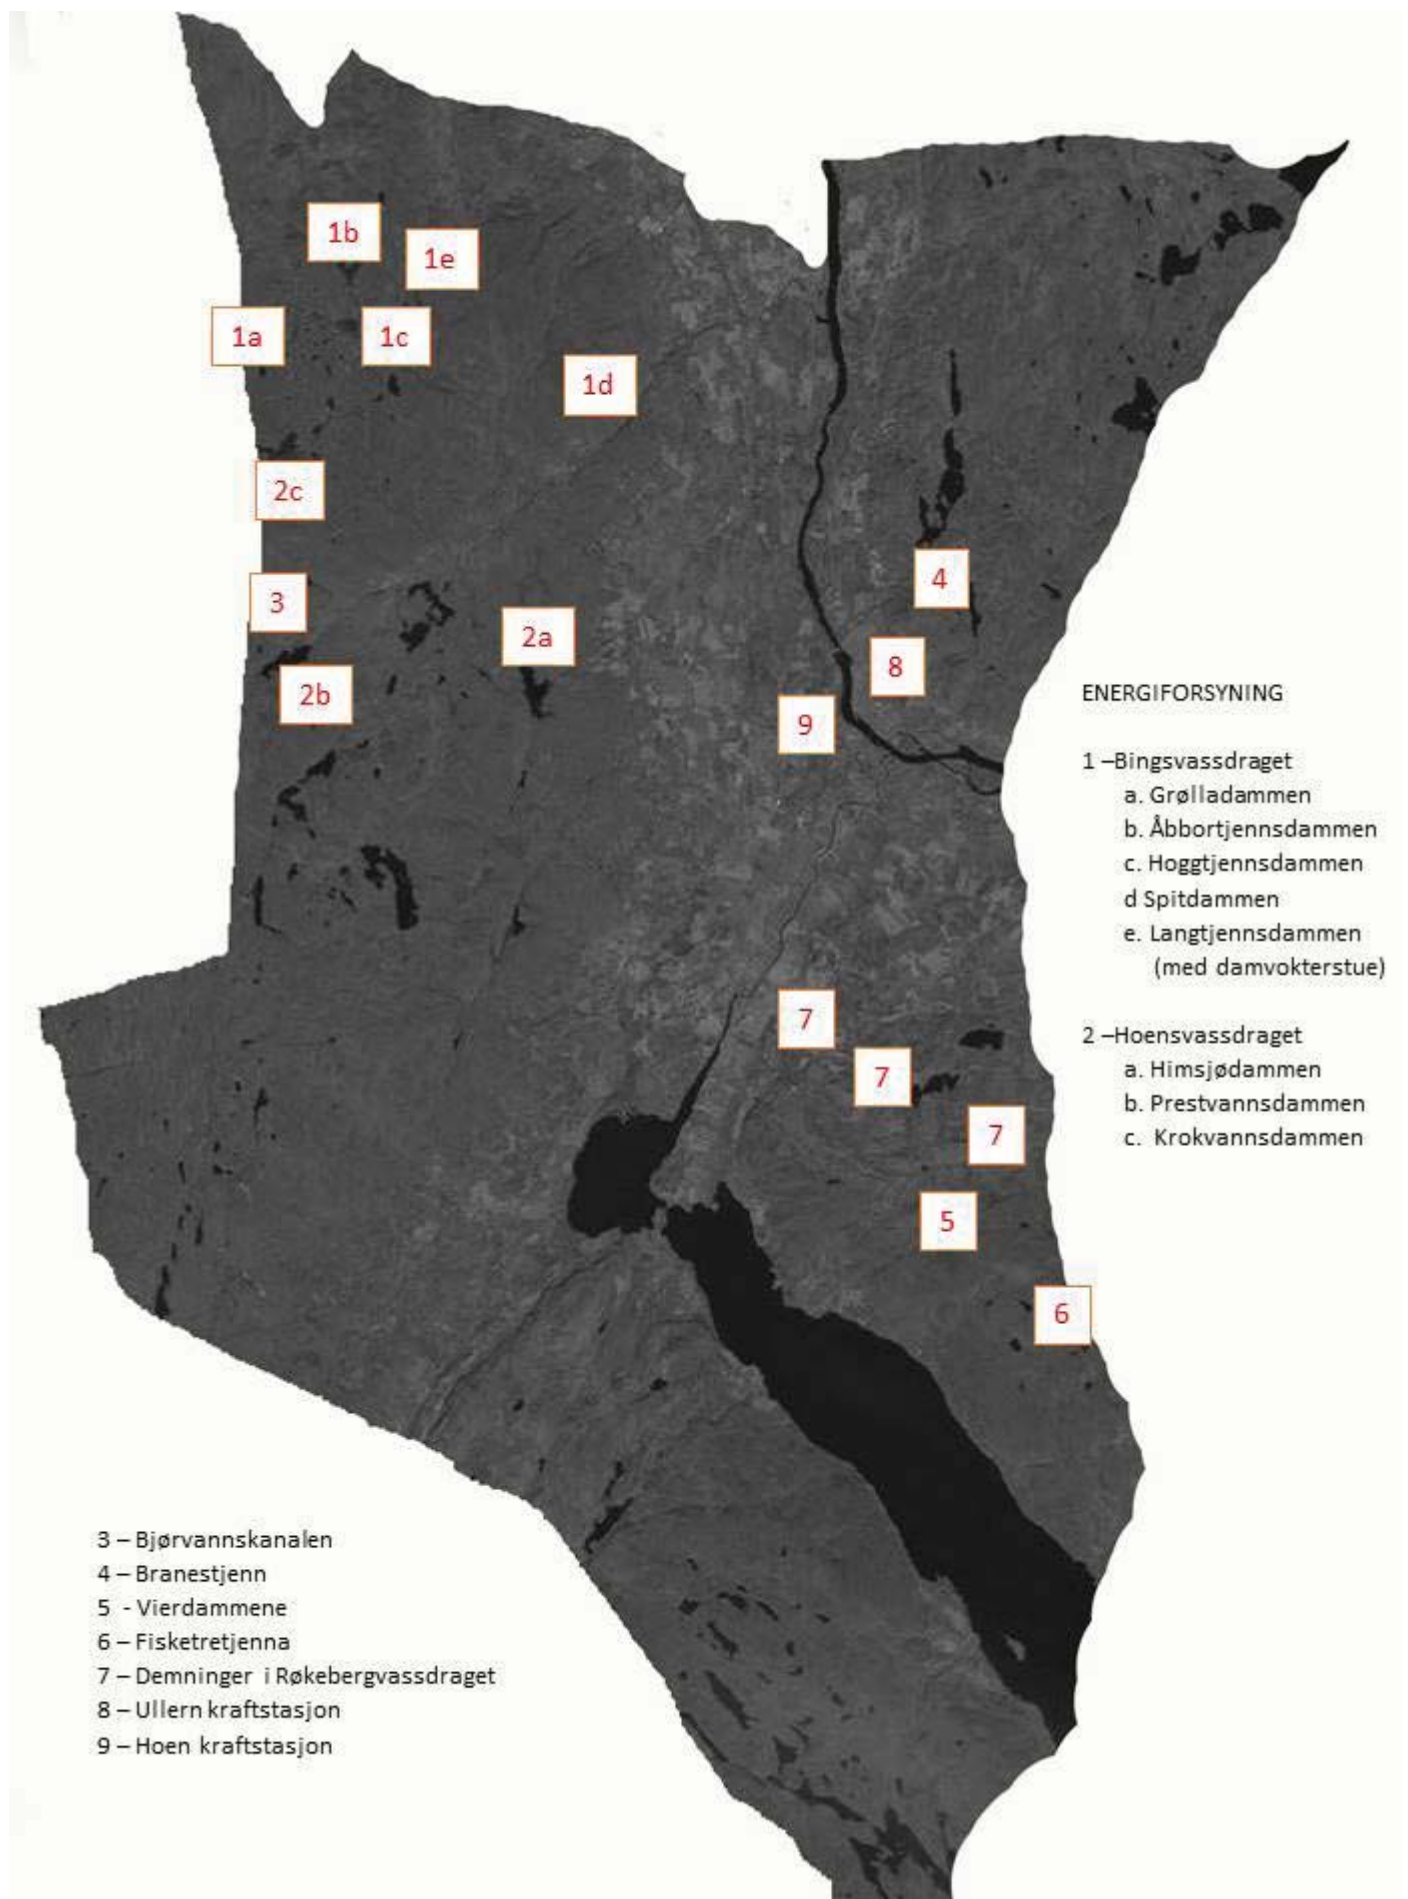 1b
1e
1a
1c
1d
2c
4
3
2a
8
2b
9
ENERGIFORSYNING
1 –Bingsvassdraget
a. Grølladammen
b. Åbbortjennsdammen
c. Hoggtjennsdammen
d Spitdammen
e. Langtjennsdammen
(med damvokterstue)
2 –Hoensvassdraget
a. Himsjødammen
b. Prestvannsdammen
c. Krokvannsdammen
7
7
7
5
6
3 – Bjørvannskanalen
4 – Branestjenn
5 - Vierdammene
6 – Fisketretjenna
7 – Demninger i Røkebergvassdraget
8 – Ullern kraftstasjon
9 – Hoen kraftstasjon